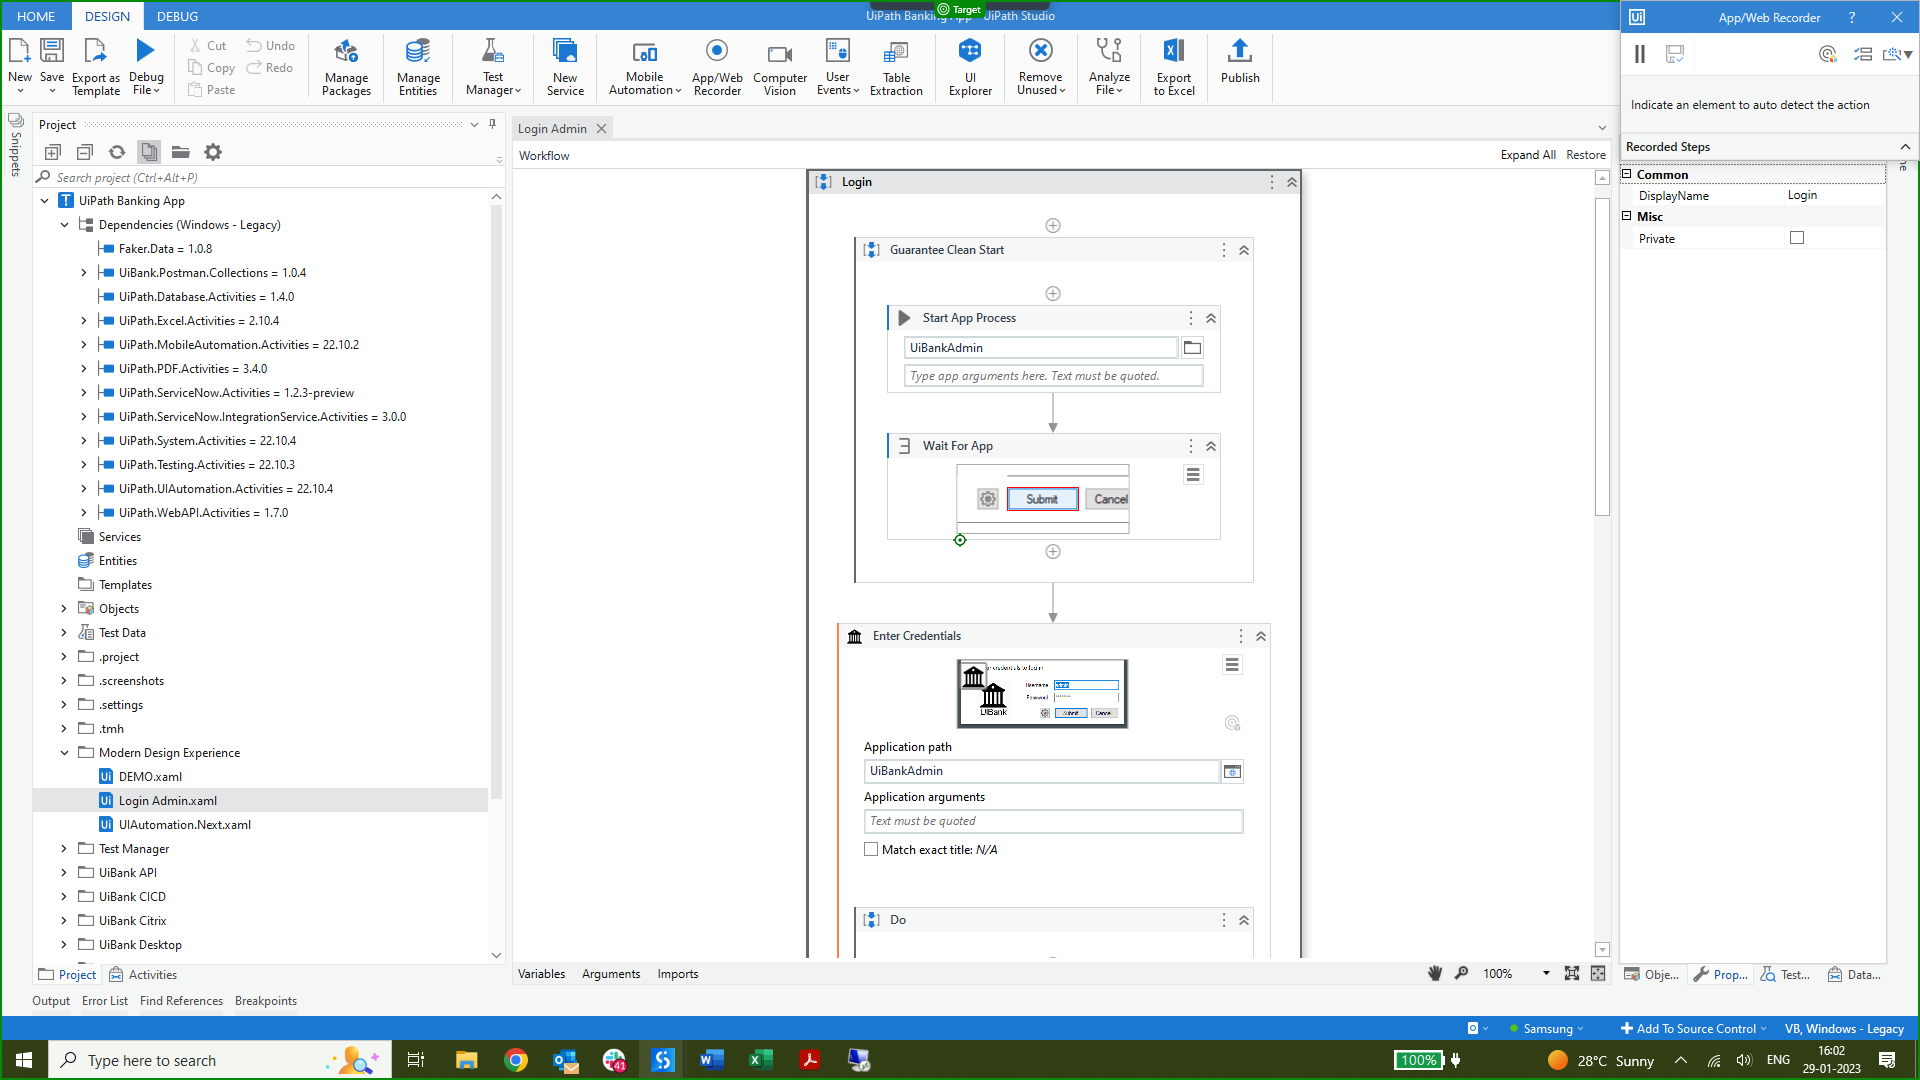 HOME DESIGN DEBUG
Target
UiPath Banking App UiPath Studio
App/Web Recorder ?
New
Save
Export as Template
Debug File
Cut
Copy
Paste
Undo
Redo
Manage Packages
Manage Entities
Test Manager
New Service
Mobile Automation
App/Web Recorder
Computer Vision
User Events
Table Extraction
UI Explorer
Remove Unused
Analyze File
Export to Excel
Publish
Indicate an element to auto detect the action
Recorded Steps
Snippets
Project
Search project (Ctrl+Alt+P)
UiPath Banking App
Dependencies (Windows - Legacy)
Faker.Data = 1.0.8
UiBank.Postman.Collections = 1.0.4
UiPath.Database.Activities = 1.4.0
UiPath.Excel.Activities = 2.10.4
UiPath.MobileAutomation.Activities = 22.10.2
UiPath.PDF.Activities = 3.4.0
UiPath.ServiceNow.Activities = 1.2.3-preview
UiPath.ServiceNow.IntegrationService.Activities = 3.0.0
UiPath.System.Activities = 22.10.4
UiPath.Testing.Activities = 22.10.3
UiPath.UIAutomation.Activities = 22.10.4
UiPath.WebAPI.Activities = 1.7.0
Services
Entities
Templates
Objects
Test Data
.project
.screenshots
.settings
.tmh
Modern Design Experience
DEMO.xaml
Login Admin.xaml
UIAutomation.Next.xaml
Test Manager
UiBank API
UiBank CICD
UiBank Citrix
UiBank Desktop
Project Activities
Login Admin
Workflow Expand All Restore
Login
Guarantee Clean Start
Start App Process
UiBankAdmin
Type app arguments here. Text must be quoted.
Wait For App
Submit Cancel
Enter Credentials
ur credentials to log in
Username admin
Password
UiBank
Submit Cancel
Application path
UiBankAdmin
Application arguments
Text must be quoted
Match exact title: N/A
Do
Common
DisplayName Login
Misc
Private
Variables Arguments Imports 100%
Obje... Prop... Test... Data...
Output Error List Find References Breakpoints
Samsung Add To Source Control VB, Windows - Legacy
Type here to search
41
100%
28°C Sunny
ENG
16:02
29-01-2023